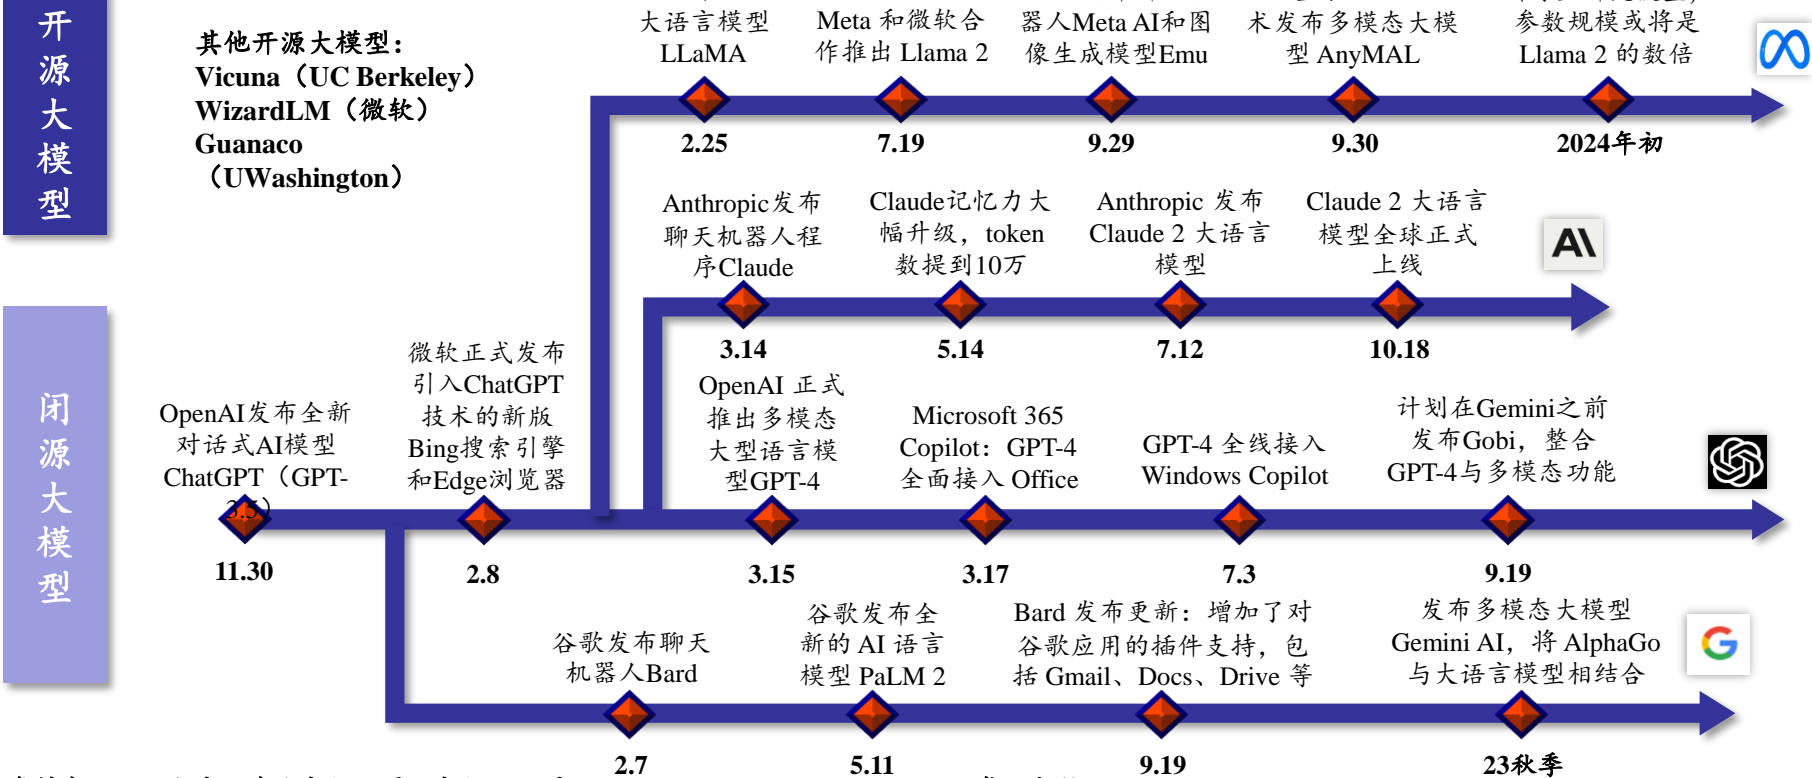 开
源
大
模
型
其他开源大模型：
Vicuna（UC Berkeley）
WizardLM（微软）
Guanaco
（UWashington）
大语言模型
LLaMA
2.25
Meta 和微软合
作推出 Llama 2
7.19
器人Meta AI和图
像生成模型Emu
9.29
术发布多模态大模
型 AnyMAL
9.30
参数规模或将是
Llama 2 的数倍
2024年初
Anthropic发布
聊天机器人程
序Claude
3.14
Claude记忆力大
幅升级，token
数提到10万
5.14
Anthropic 发布
Claude 2 大语言
模型
7.12
Claude 2 大语言
模型全球正式
上线
10.18
闭
源
大
模
型
OpenAI发布全新
对话式AI模型
ChatGPT（GPT-
3.5）
11.30
微软正式发布
引入ChatGPT
技术的新版
Bing搜索引擎
和Edge浏览器
2.8
OpenAI 正式
推出多模态
大型语言模
型GPT-4
3.15
Microsoft 365
Copilot：GPT-4
全面接入 Office
3.17
GPT-4 全线接入
Windows Copilot
7.3
计划在Gemini之前
发布Gobi，整合
GPT-4与多模态功能
9.19
谷歌发布聊天
机器人Bard
2.7
谷歌发布全
新的 AI 语言
模型 PaLM 2
5.11
Bard 发布更新：增加了对
谷歌应用的插件支持，包
括 Gmail、Docs、Drive 等
9.19
发布多模态大模型
Gemini AI，将 AlphaGo
与大语言模型相结合
23秋季